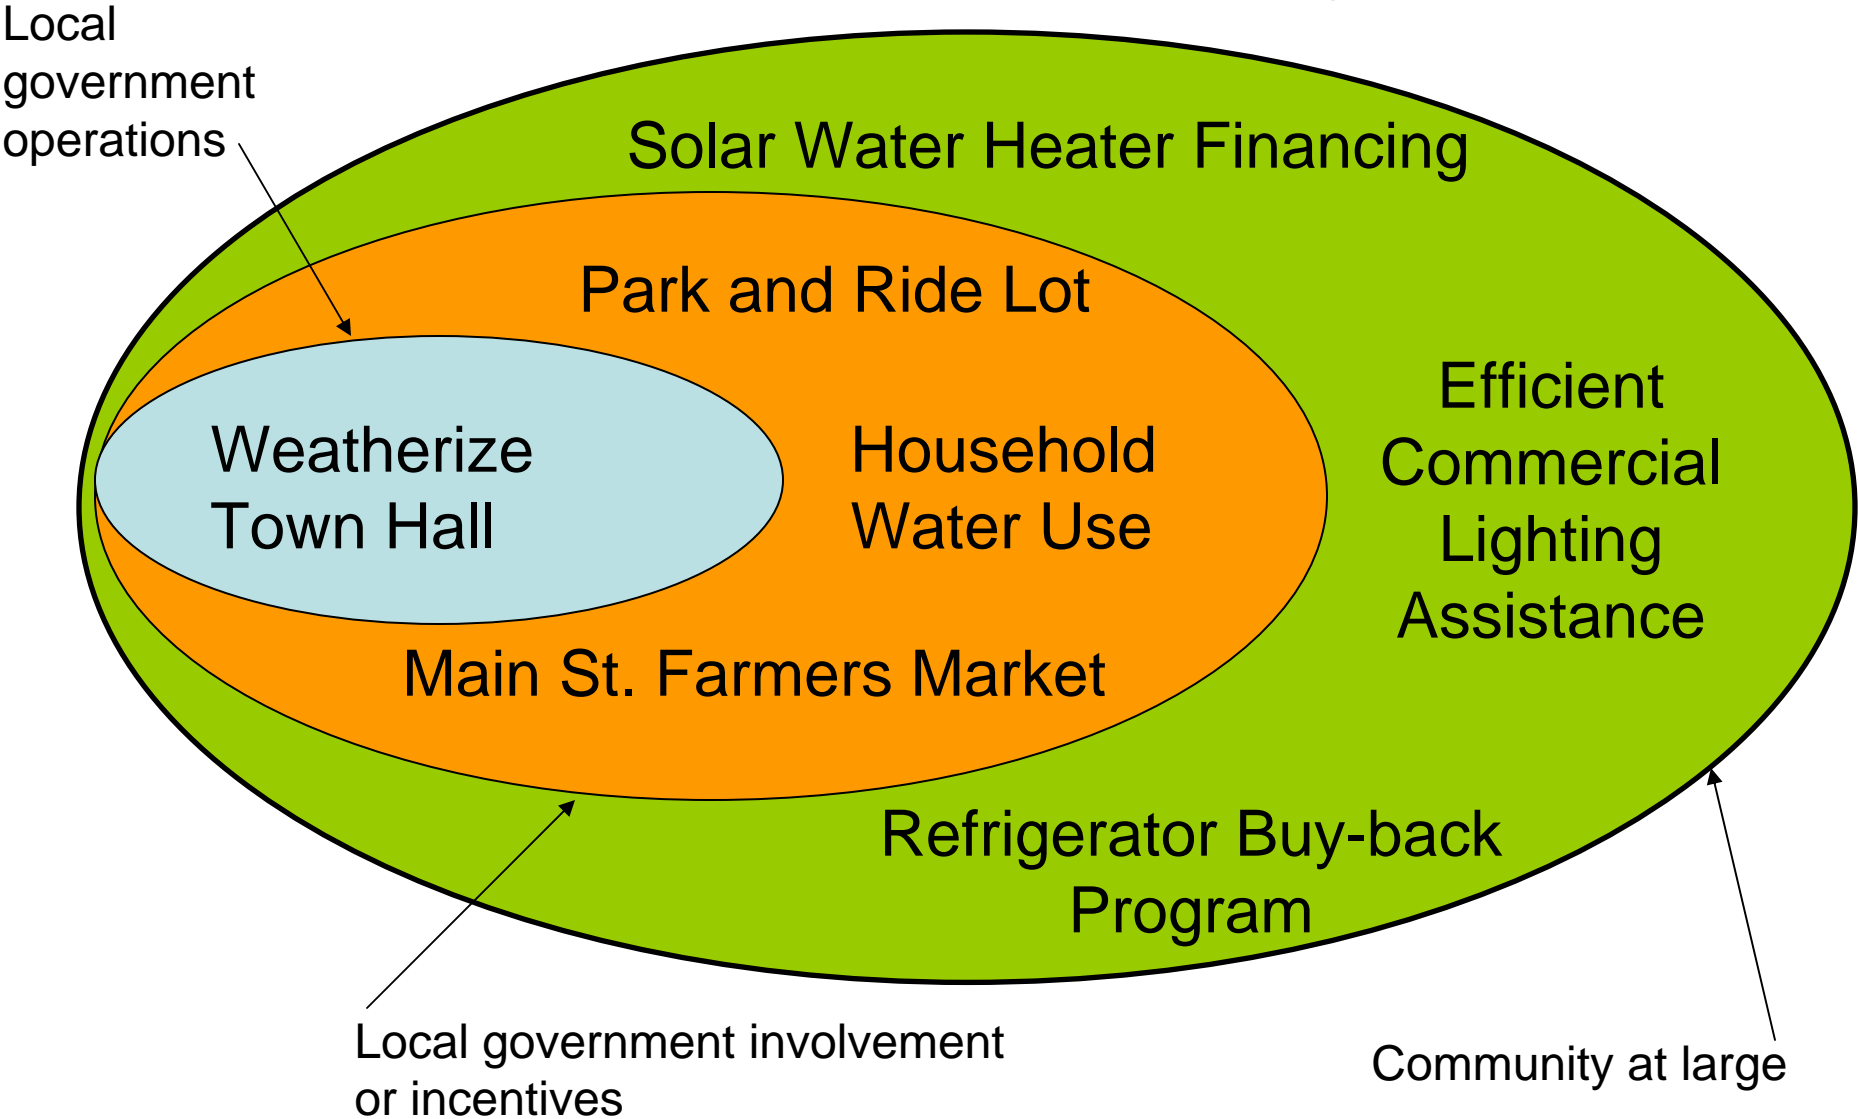 Local
government
operations
Solar Water Heater Financing
Park and Ride Lot
Weatherize
Town Hall
Household
Water Use
Efficient
Commercial
Lighting
Assistance
Main St. Farmers Market
Refrigerator Buy-back
Program
Local government involvement
or incentives
Community at large